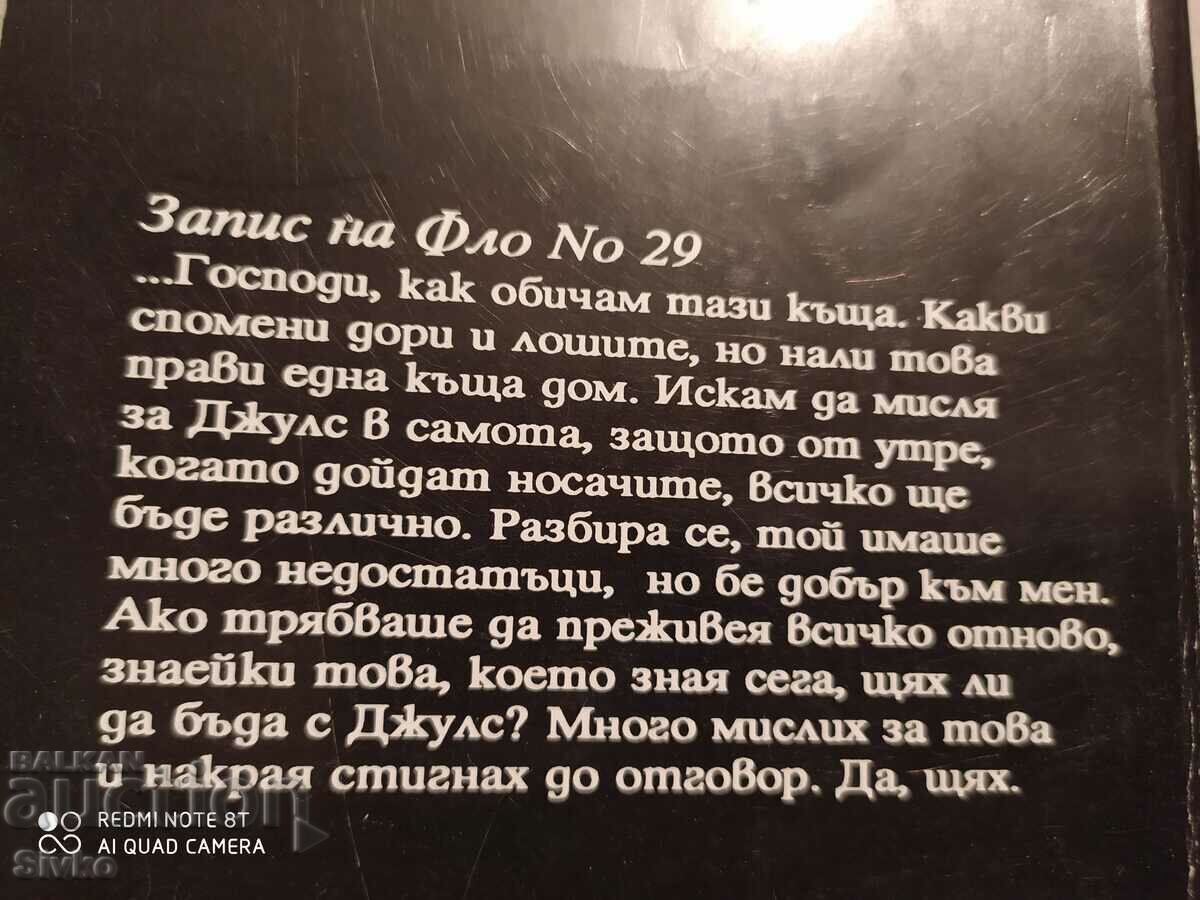 Запис на Фло No 29
...Господи, как обичам тази къща. Какви
спомени дори и лошите, но нали това
прави една къща дом. Искам да мисля
за Джулс в самота, защото от утре,
когато дойдат носачите, всичко ще
бъде различно. Разбира се, той имаше
много недостатъци, но бе добър към мен.
Ако трябваше да преживея всичко отново,
знаейки това, което зная сега, щях ли
да бъда с Джулс? Много мислих за това
и накрая стигнах до отговор. Да, щях.
BALKAN
auction
REDMI NOTE 8T
AI QUAD CAMERA
Sivko